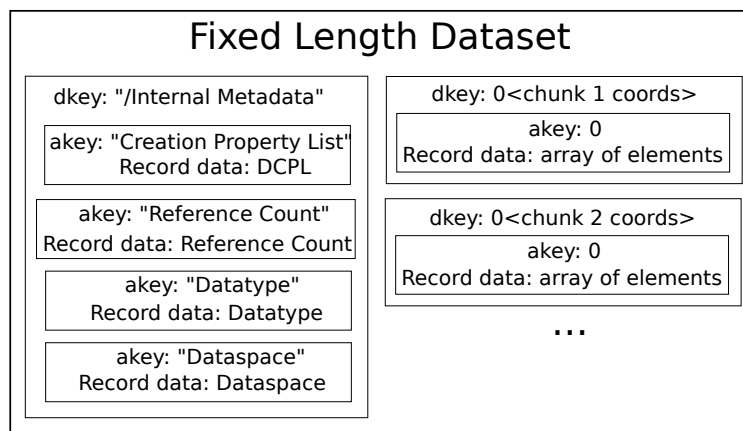 Fixed Length Dataset
dkey: "/Internal Metadata"
akey: "Creation Property List"
Record data: DCPL
akey: "Reference Count"
Record data: Reference Count
akey: "Datatype"
Record data: Datatype
akey: "Dataspace"
Record data: Dataspace
dkey: 0<chunk 1 coords>
akey: 0
Record data: array of elements
dkey: 0<chunk 2 coords>
akey: 0
Record data: array of elements
...